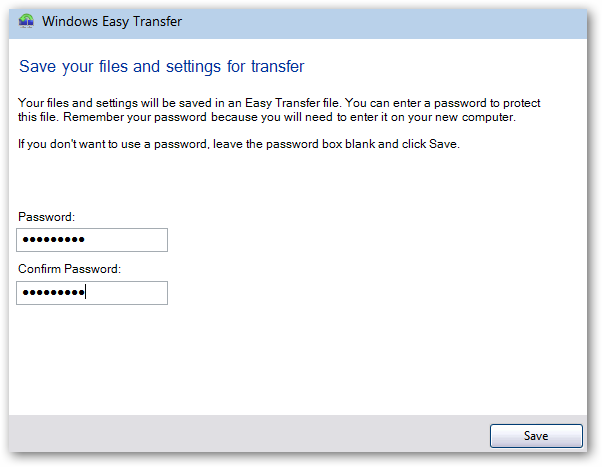 Windows Easy Transfer
Save your files and settings for transfer
Your files and settings will be saved in an Easy Transfer file. You can enter a password to protect
this file. Remember your password because you will need to enter it on your new computer.
If you don't want to use a password, leave the password box blank and click Save.
Password:
●●●●●●●●●
Confirm Password:
●●●●●●●●●
Save